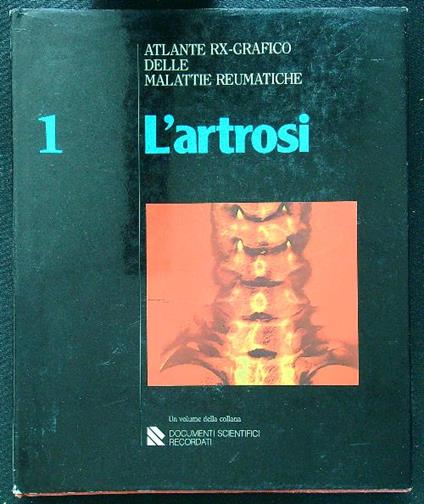 ATLANTE RX-GRAFICO
DELLE
MALATTIE REUMATICHE
1
L'artrosi
Un volume della collana
DOCUMENTI SCIENTIFICI
RECORDATI